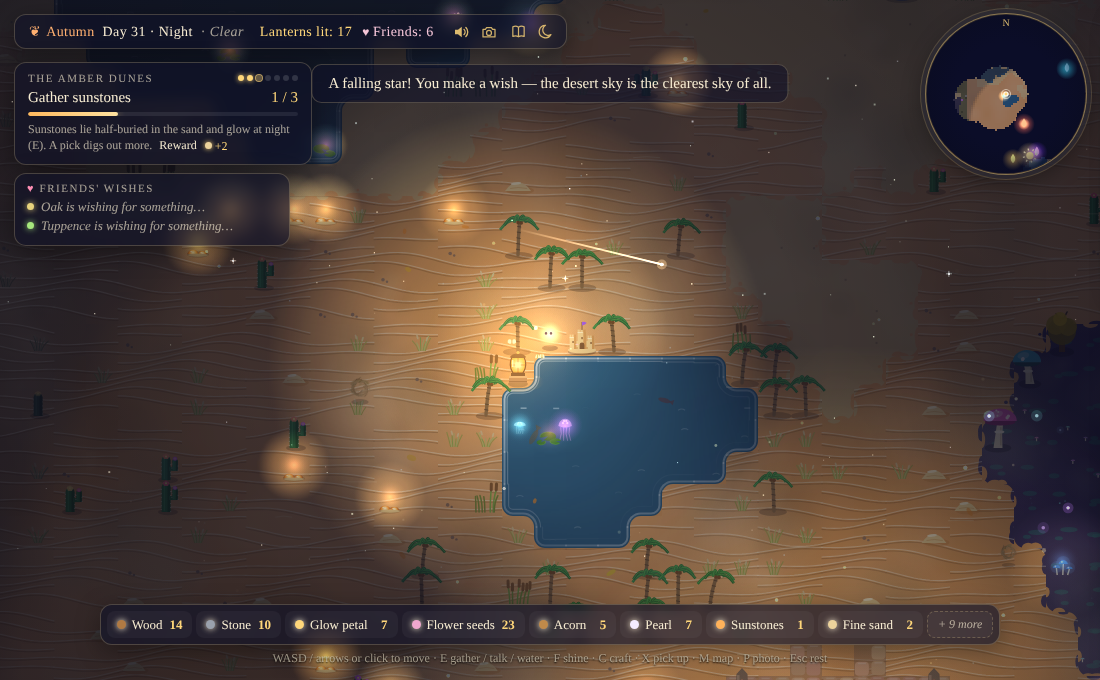 Autumn Day 31 · Night · Clear Lanterns lit: 17 ♥ Friends: 6
N
THE AMBER DUNES
Gather sunstones 1 / 3
Sunstones lie half-buried in the sand and glow at night
(E). A pick digs out more. Reward +2
A falling star! You make a wish — the desert sky is the clearest sky of all.
♥ FRIENDS' WISHES
Oak is wishing for something…
Tuppence is wishing for something…
Wood 14 Stone 10 Glow petal 7 Flower seeds 23 Acorn 5 Pearl 7 Sunstones 1 Fine sand 2 + 9 more
WASD / arrows or click to move · E gather / talk / water · F shine · C craft · X pick up · M map · P photo · Esc rest